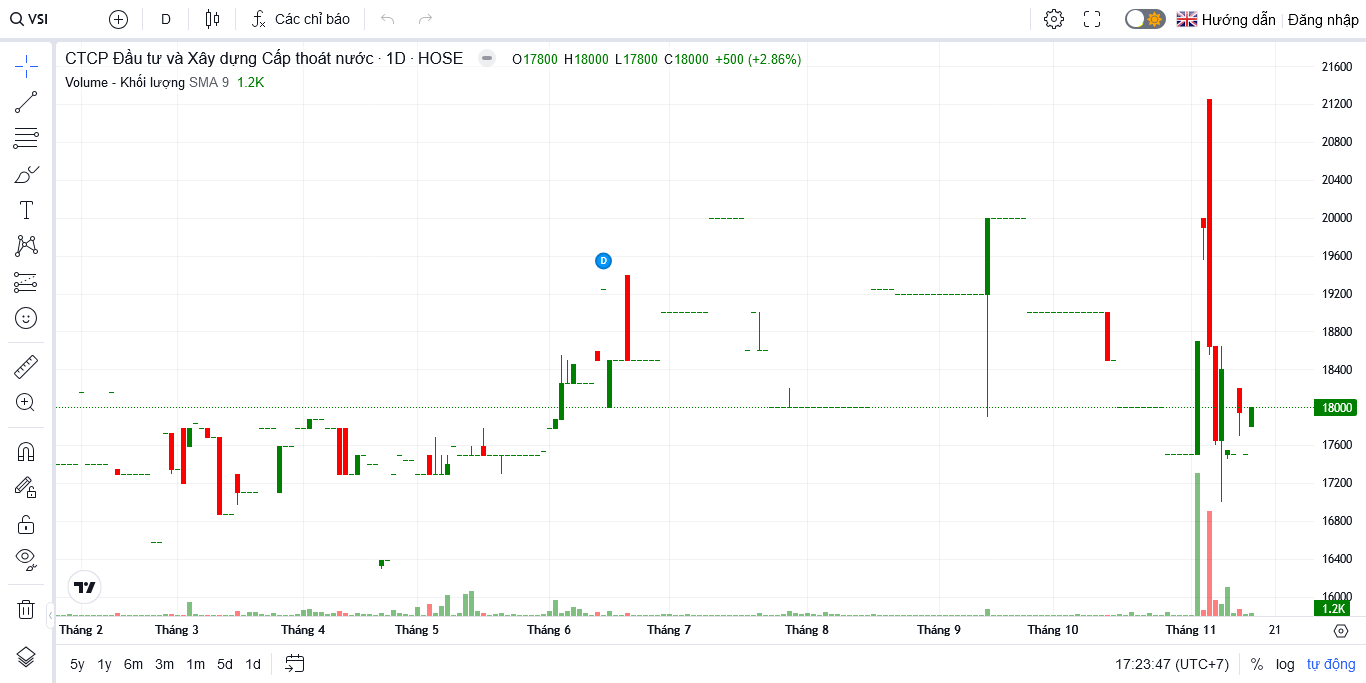 VSI D Các chỉ báo Hướng dẫn Đăng nhập
CTCP Đầu tư và Xây dựng Cấp thoát nước · 1D · HOSE O17800 H18000 L17800 C18000 +500 (+2.86%)
Volume - Khối lượng SMA 9 1.2K
21600
21200
20800
20400
20000
19600
D
19200
18800
18400
18000
17600
17200
16800
16400
16000
1.2K
Tháng 2 Tháng 3 Tháng 4 Tháng 5 Tháng 6 Tháng 7 Tháng 8 Tháng 9 Tháng 10 Tháng 11 21
5y 1y 6m 3m 1m 5d 1d 17:23:47 (UTC+7) % log tự động